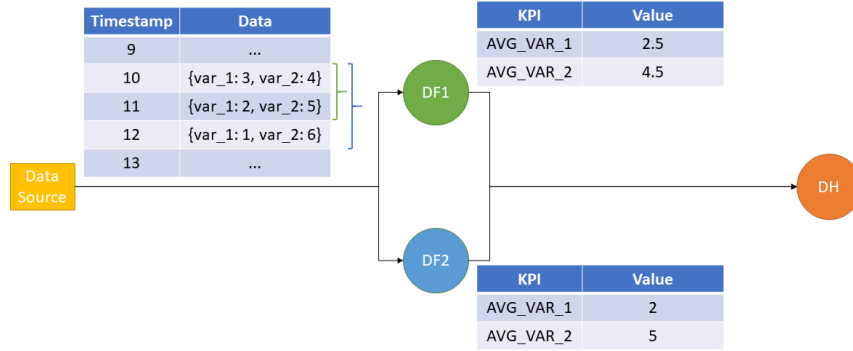 Timestamp Data
9 ...
10 {var_1: 3, var_2: 4}
11 {var_1: 2, var_2: 5}
12 {var_1: 1, var_2: 6}
13 ...
Data
Source
DF1
DF2
KPI Value
AVG_VAR_1 2.5
AVG_VAR_2 4.5
KPI Value
AVG_VAR_1 2
AVG_VAR_2 5
DH